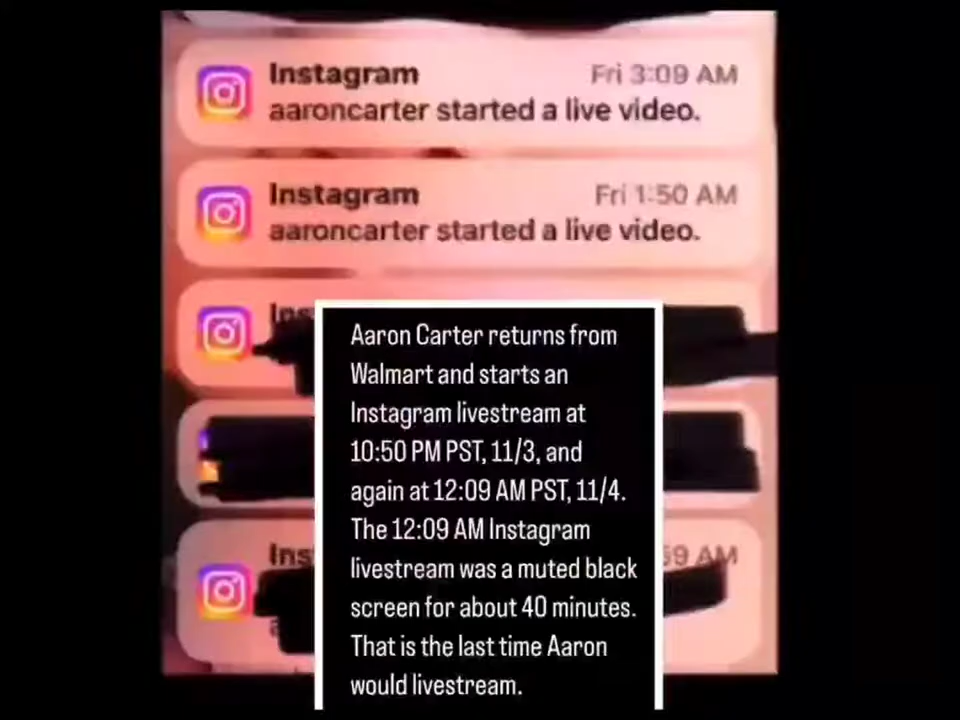 Instagram Fri 3:09 AM
aaroncarter started a live video.
Instagram Fri 1:50 AM
aaroncarter started a live video.
Aaron Carter returns from
Walmart and starts an
Instagram livestream at
10:50 PM PST, 11/3, and
again at 12:09 AM PST, 11/4.
The 12:09 AM Instagram
livestream was a muted black
screen for about 40 minutes.
That is the last time Aaron
would livestream.